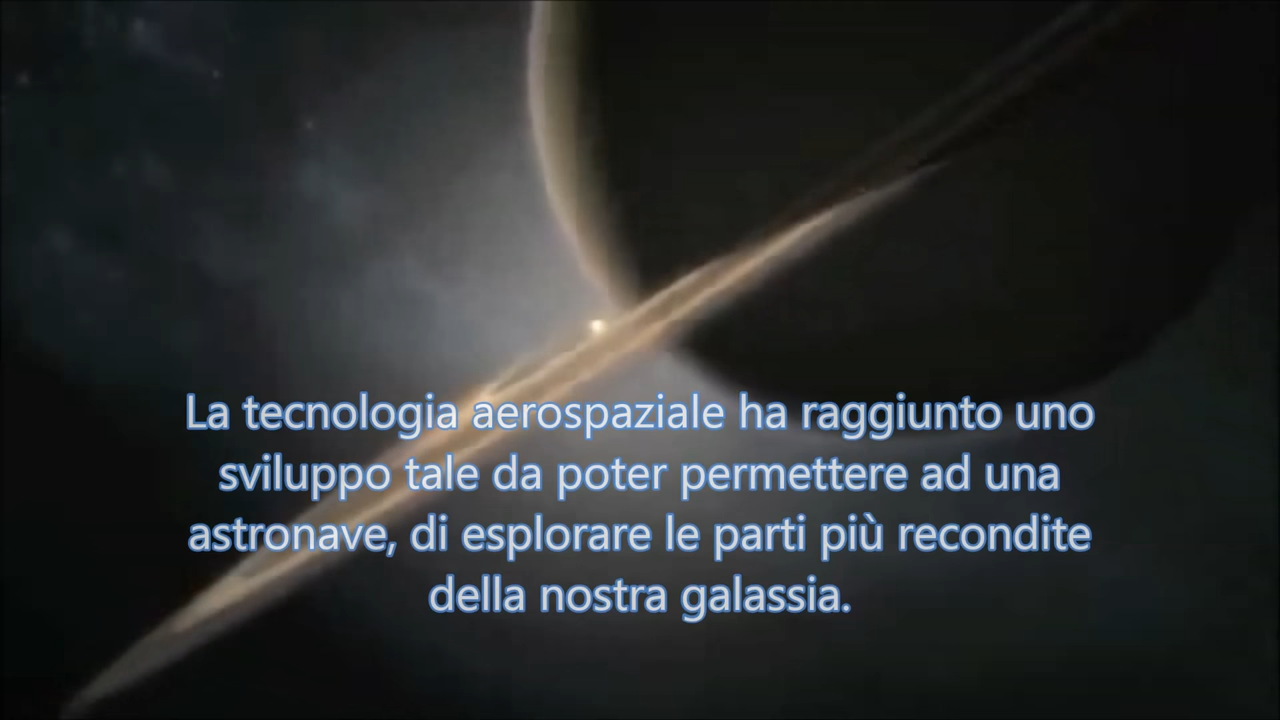 La tecnologia aerospaziale ha raggiunto uno
sviluppo tale da poter permettere ad una
astronave, di esplorare le parti più recondite
della nostra galassia.